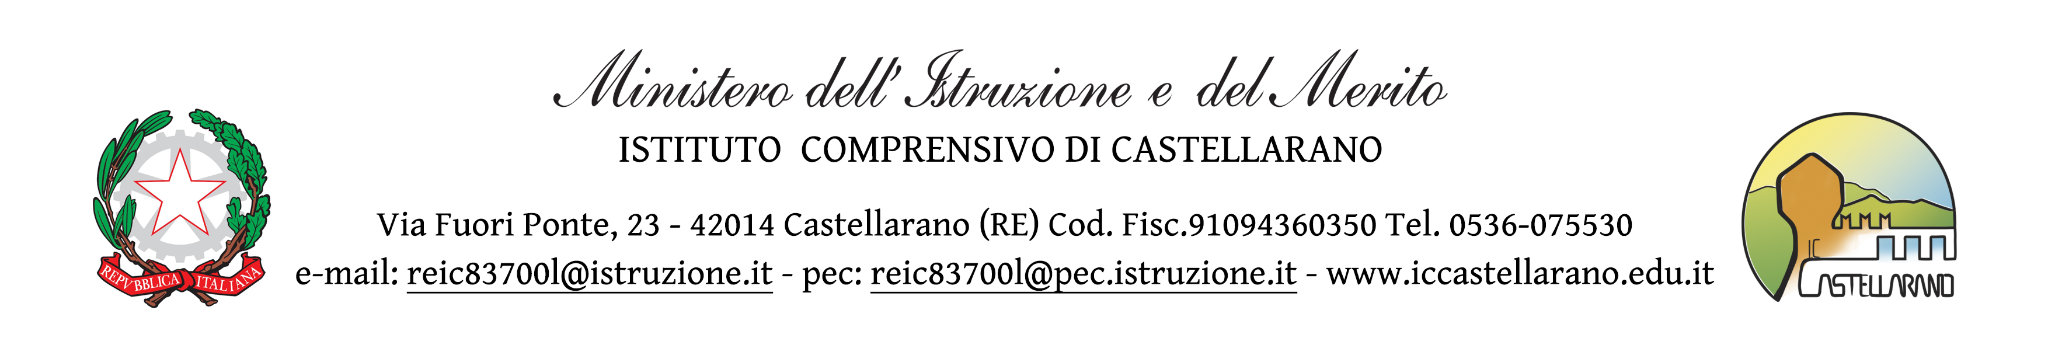 Ministero dell'Istruzione e del Merito
ISTITUTO COMPRENSIVO DI CASTELLARANO
Via Fuori Ponte, 23 - 42014 Castellarano (RE) Cod. Fisc.91094360350 Tel. 0536-075530
e-mail: reic83700l@istruzione.it - pec: reic83700l@pec.istruzione.it - www.iccastellarano.edu.it
REPVBBLICA ITALIANA
IC
CASTELLARANO